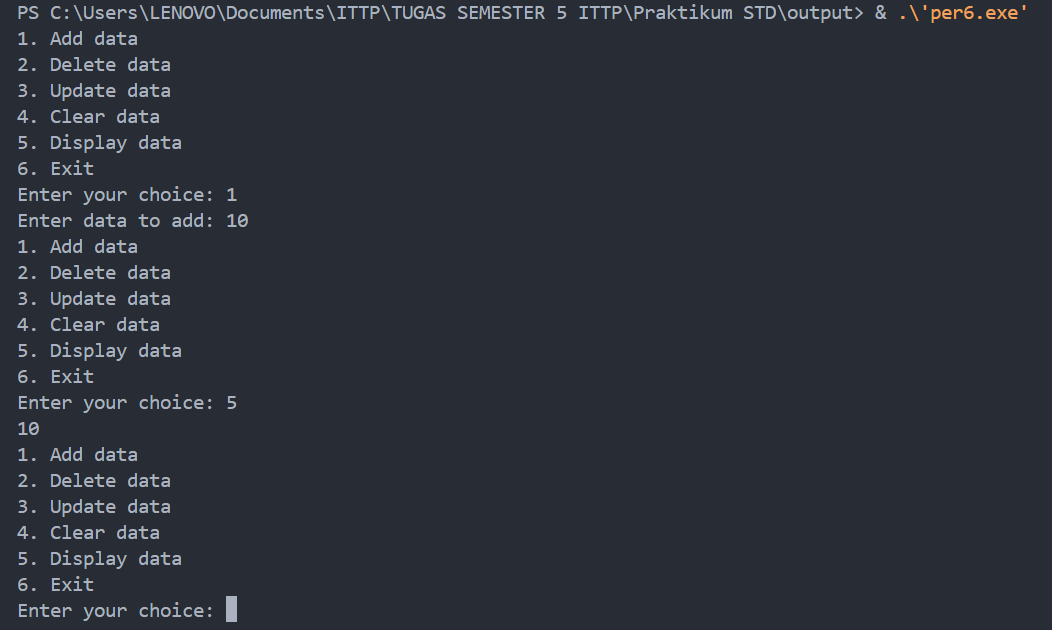 PS C:\Users\LENOVO\Documents\ITTP\TUGAS SEMESTER 5 ITTP\Praktikum STD\output> & .\'per6.exe'
1. Add data
2. Delete data
3. Update data
4. Clear data
5. Display data
6. Exit
Enter your choice: 1
Enter data to add: 10
1. Add data
2. Delete data
3. Update data
4. Clear data
5. Display data
6. Exit
Enter your choice: 5
10
1. Add data
2. Delete data
3. Update data
4. Clear data
5. Display data
6. Exit
Enter your choice: